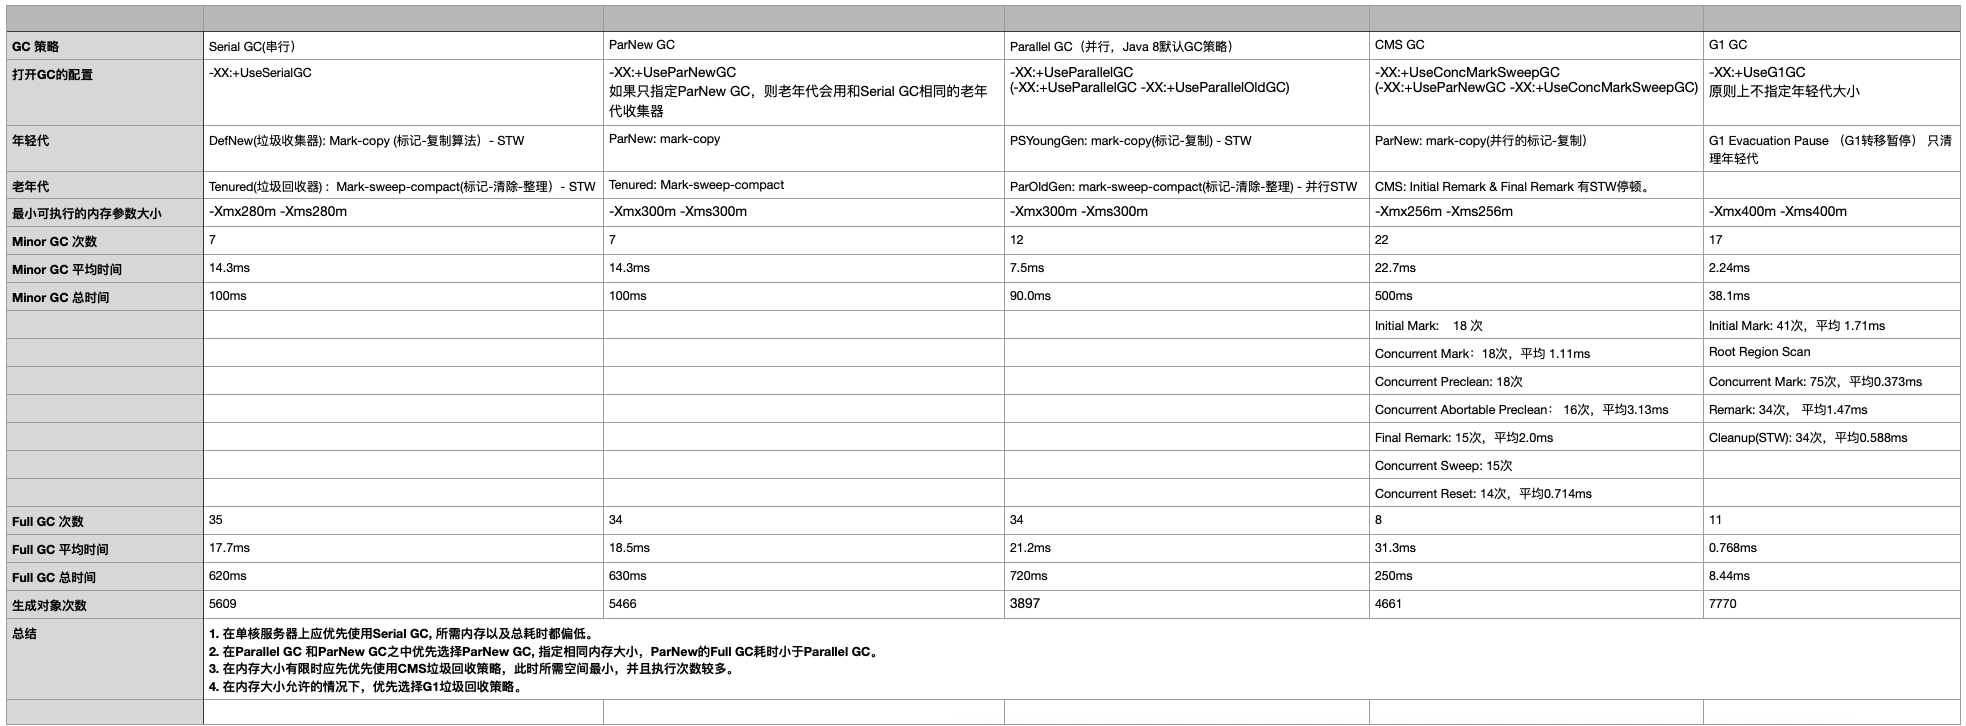 GC 策略
Serial GC(串行)
ParNew GC
Parallel GC（并行，Java 8默认GC策略）
CMS GC
G1 GC
打开GC的配置
-XX:+UseSerialGC
-XX:+UseParNewGC
如果只指定ParNew GC，则老年代会用和Serial GC相同的老年
代收集器
-XX:+UseParallelGC
(-XX:+UseParallelGC -XX:+UseParallelOldGC)
-XX:+UseConcMarkSweepGC
(-XX:+UseParNewGC -XX:+UseConcMarkSweepGC)
-XX:+UseG1GC
原则上不指定年轻代大小
年轻代
DefNew(垃圾收集器): Mark-copy (标记-复制算法）- STW
ParNew: mark-copy
PSYoungGen: mark-copy(标记-复制) - STW
ParNew: mark-copy(并行的标记-复制）
G1 Evacuation Pause （G1转移暂停） 只清
理年轻代
老年代
Tenured(垃圾回收器)：Mark-sweep-compact(标记-清除-整理）- STW
Tenured: Mark-sweep-compact
ParOldGen: mark-sweep-compact(标记-清除-整理) - 并行STW
CMS: Initial Remark & Final Remark 有STW停顿。
最小可执行的内存参数大小
-Xmx280m -Xms280m
-Xmx300m -Xms300m
-Xmx300m -Xms300m
-Xmx256m -Xms256m
-Xmx400m -Xms400m
Minor GC 次数
7
7
12
22
17
Minor GC 平均时间
14.3ms
14.3ms
7.5ms
22.7ms
2.24ms
Minor GC 总时间
100ms
100ms
90.0ms
500ms
38.1ms
Initial Mark: 18 次
Initial Mark: 41次，平均 1.71ms
Concurrent Mark：18次，平均 1.11ms
Root Region Scan
Concurrent Preclean: 18次
Concurrent Mark: 75次，平均0.373ms
Concurrent Abortable Preclean： 16次，平均3.13ms
Remark: 34次， 平均1.47ms
Final Remark: 15次，平均2.0ms
Cleanup(STW): 34次，平均0.588ms
Concurrent Sweep: 15次
Concurrent Reset: 14次，平均0.714ms
Full GC 次数
35
34
34
8
11
Full GC 平均时间
17.7ms
18.5ms
21.2ms
31.3ms
0.768ms
Full GC 总时间
620ms
630ms
720ms
250ms
8.44ms
生成对象次数
5609
5466
3897
4661
7770
总结
1. 在单核服务器上应优先使用Serial GC, 所需内存以及总耗时都偏低。
2. 在Parallel GC 和ParNew GC之中优先选择ParNew GC, 指定相同内存大小，ParNew的Full GC耗时小于Parallel GC。
3. 在内存大小有限时应先优先使用CMS垃圾回收策略，此时所需空间最小，并且执行次数较多。
4. 在内存大小允许的情况下，优先选择G1垃圾回收策略。